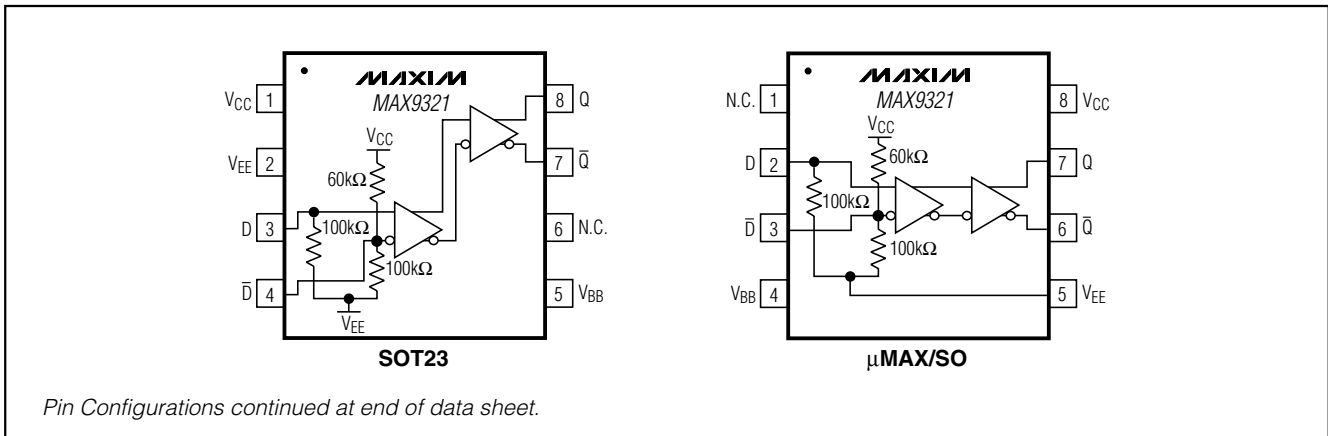 MAXIM
MAX9321
VCC 1
VEE 2
D 3
D̅ 4
8 Q
7 Q̅
6 N.C.
5 VBB
VCC
60kΩ
100kΩ
100kΩ
VEE
SOT23
MAXIM
MAX9321
N.C. 1
D 2
D̅ 3
VBB 4
8 VCC
7 Q
6 Q̅
5 VEE
VCC
60kΩ
100kΩ
100kΩ
µMAX/SO
Pin Configurations continued at end of data sheet.